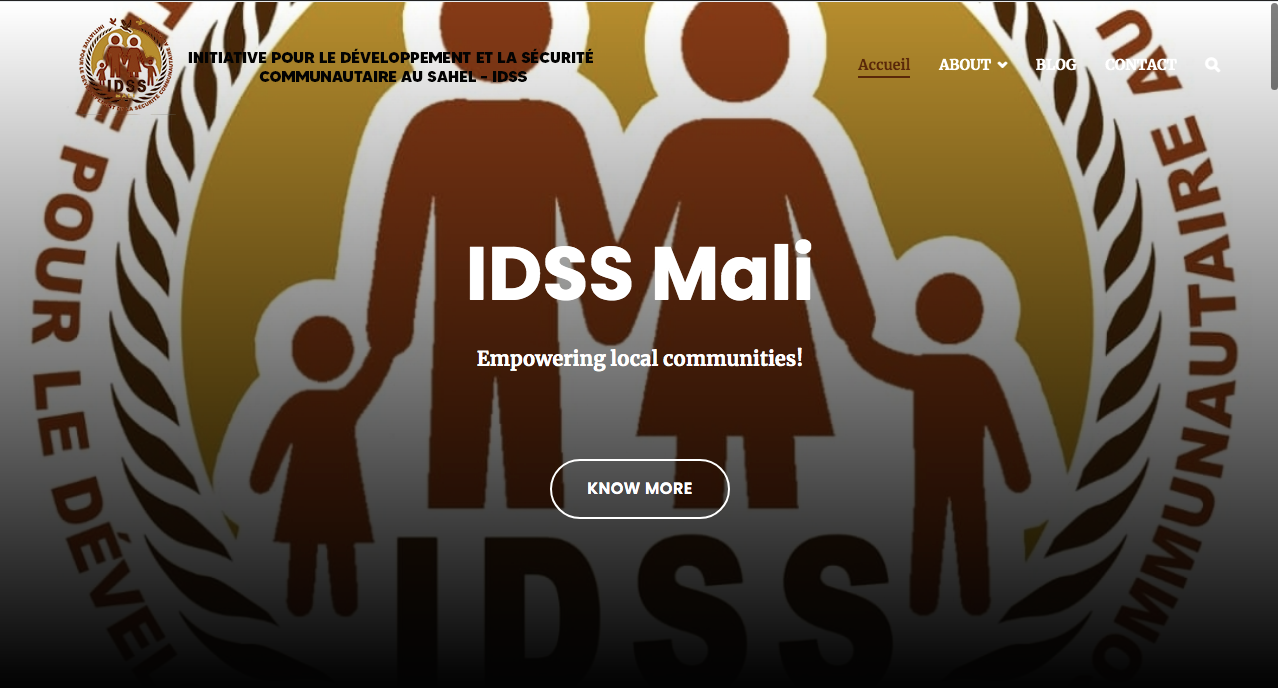 INITIATIVE POUR LE DÉVELOPPEMENT ET LA SÉCURITÉ
COMMUNAUTAIRE AU SAHEL - IDSS
Accueil
ABOUT
BLOG
CONTACT
IDSS
IDSS Mali
Empowering local communities!
KNOW MORE
POUR LE DÉVEL
COMMUNAUTAIRE AU
IDSS